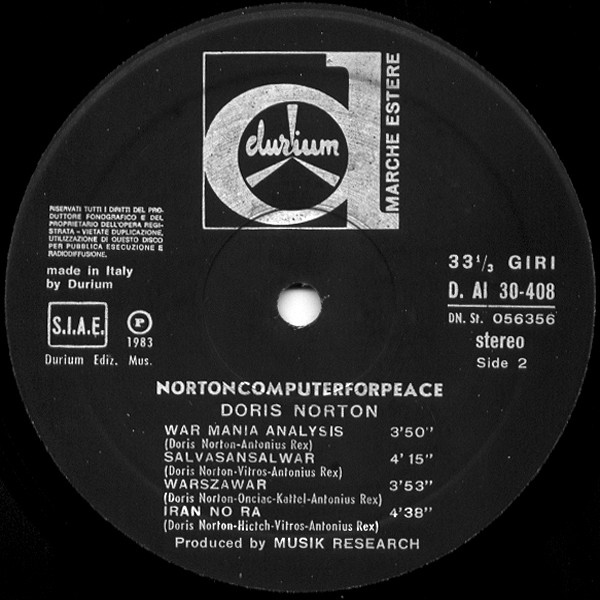 durium
MARCHE ESTERE
RISERVATI TUTTI I DIRITTI DEL PRO-
DUTTORE FONOGRAFICO E DEL
PROPRIETARIO DELL'OPERA REGI-
STRATA - VIETATE DUPLICAZIONE,
UTILIZZAZIONE DI QUESTO DISCO
PER PUBBLICA ESECUZIONE E
RADIODIFFUSIONE.
made in Italy
by Durium
S.I.A.E.
℗
1983
Durium Ediz. Mus.
33 1/3 GIRI
D. AI 30-408
DN. St. 056356
stereo
Side 2
NORTONCOMPUTERFORPEACE
DORIS NORTON
WAR MANIA ANALYSIS 3'50"
(Doris Norton-Antonius Rex)
SALVASANSALWAR 4'15"
(Doris Norton-Vitros-Antonius Rex)
WARSZAWAR 3'53"
(Doris Norton-Onciac-Kattel-Antonius Rex)
IRAN NO RA 4'38"
(Doris Norton-Hictch-Vitros-Antonius Rex)
Produced by MUSIK RESEARCH